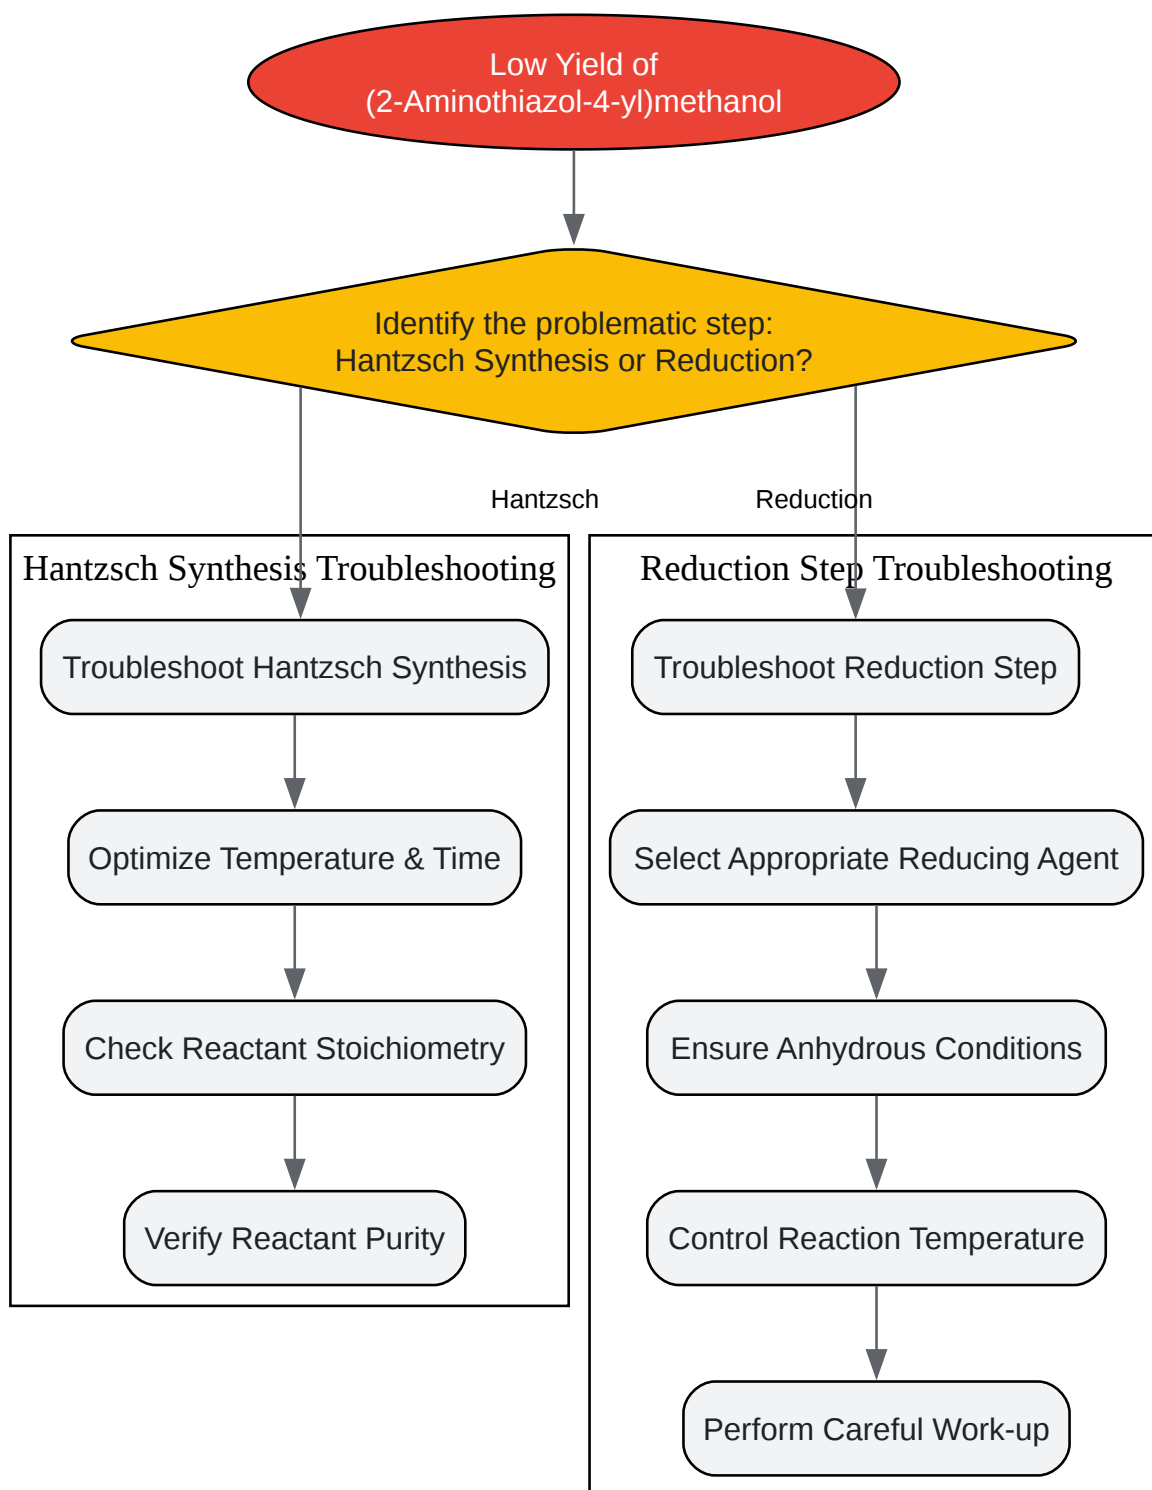 Low Yield of
(2-Aminothiazol-4-yl)methanol
Identify the problematic step:
Hantzsch Synthesis or Reduction?
Hantzsch
Reduction
Hantzsch Synthesis Troubleshooting
Troubleshoot Hantzsch Synthesis
Optimize Temperature & Time
Check Reactant Stoichiometry
Verify Reactant Purity
Reduction Step Troubleshooting
Troubleshoot Reduction Step
Select Appropriate Reducing Agent
Ensure Anhydrous Conditions
Control Reaction Temperature
Perform Careful Work-up